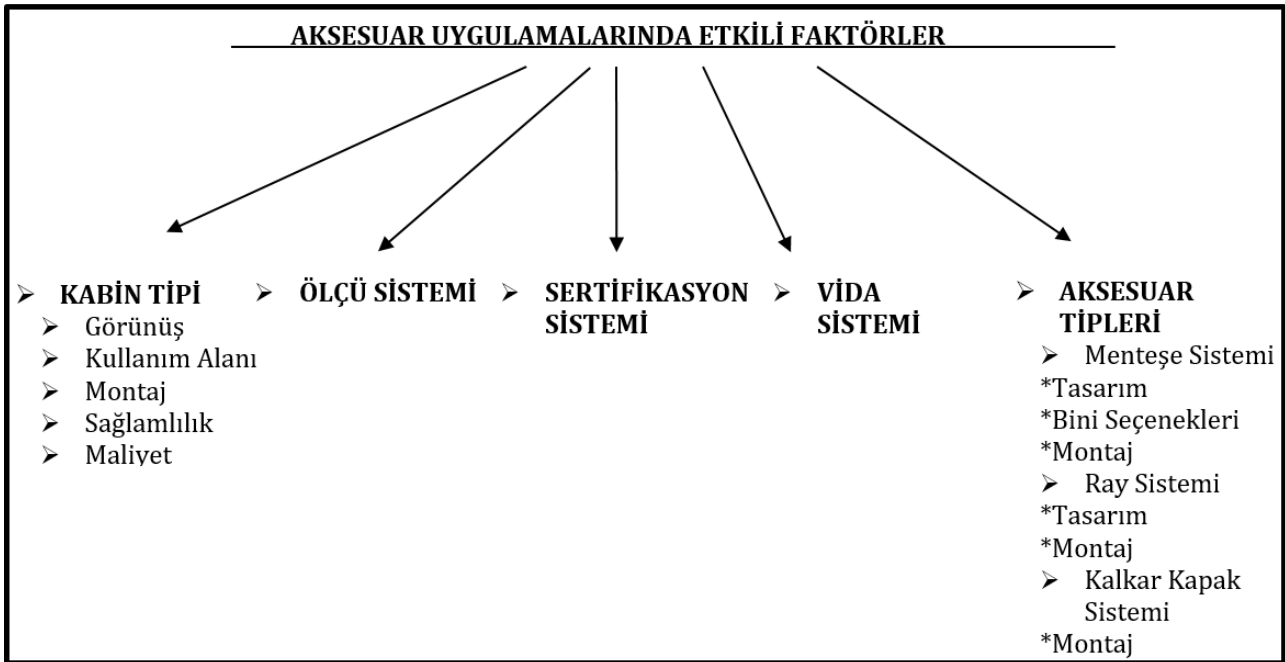 AKSESUAR UYGULAMALARINDA ETKİLİ FAKTÖRLER
➢ KABİN TİPİ
➢ Görünüş
➢ Kullanım Alanı
➢ Montaj
➢ Sağlamlılık
➢ Maliyet
➢ ÖLÇÜ SİSTEMİ
➢ SERTİFİKASYON
SİSTEMİ
➢ VİDA
SİSTEMİ
➢ AKSESUAR
TİPLERİ
➢ Menteşe Sistemi
*Tasarım
*Bini Seçenekleri
*Montaj
➢ Ray Sistemi
*Tasarım
*Montaj
➢ Kalkar Kapak
Sistemi
*Montaj